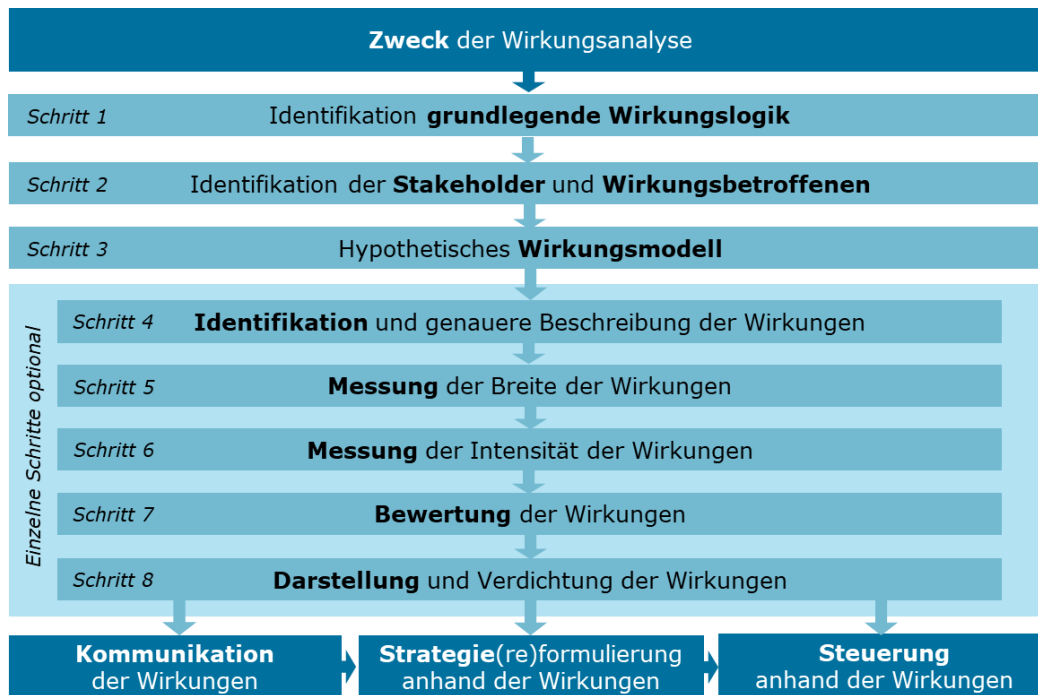 Zweck der Wirkungsanalyse
Schritt 1 Identifikation grundlegende Wirkungslogik
Schritt 2 Identifikation der Stakeholder und Wirkungsbetroffenen
Schritt 3 Hypothetisches Wirkungsmodell
Einzelne Schritte optional
Schritt 4 Identifikation und genauere Beschreibung der Wirkungen
Schritt 5 Messung der Breite der Wirkungen
Schritt 6 Messung der Intensität der Wirkungen
Schritt 7 Bewertung der Wirkungen
Schritt 8 Darstellung und Verdichtung der Wirkungen
Kommunikation
der Wirkungen
Strategie(re)formulierung
anhand der Wirkungen
Steuerung
anhand der Wirkungen